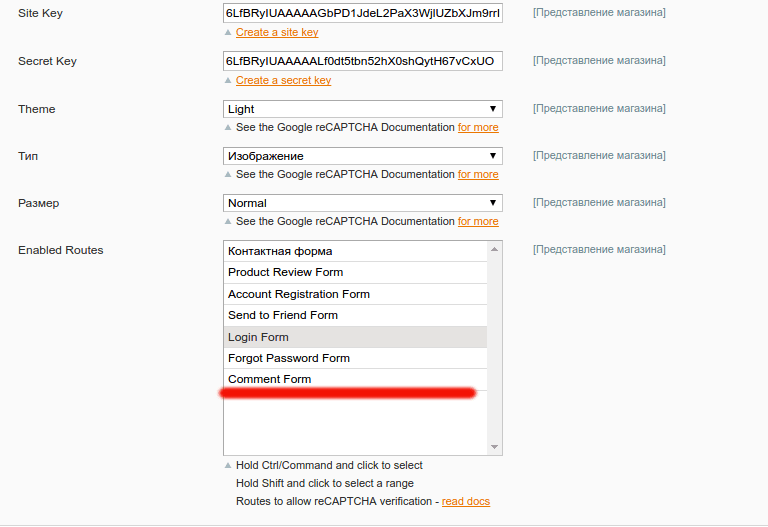 Site Key 6LfBRyIUAAAAAGbPD1JdeL2PaX3WjlUZbXJm9rrl [Представление магазина]
Create a site key
Secret Key 6LfBRyIUAAAAALf0dt5tbn52hX0shQytH67vCxUO [Представление магазина]
Create a secret key
Theme Light [Представление магазина]
See the Google reCAPTCHA Documentation for more
Тип Изображение [Представление магазина]
See the Google reCAPTCHA Documentation for more
Размер Normal [Представление магазина]
See the Google reCAPTCHA Documentation for more
Enabled Routes Контактная форма [Представление магазина]
Product Review Form
Account Registration Form
Send to Friend Form
Login Form
Forgot Password Form
Comment Form
Hold Ctrl/Command and click to select
Hold Shift and click to select a range
Routes to allow reCAPTCHA verification - read docs